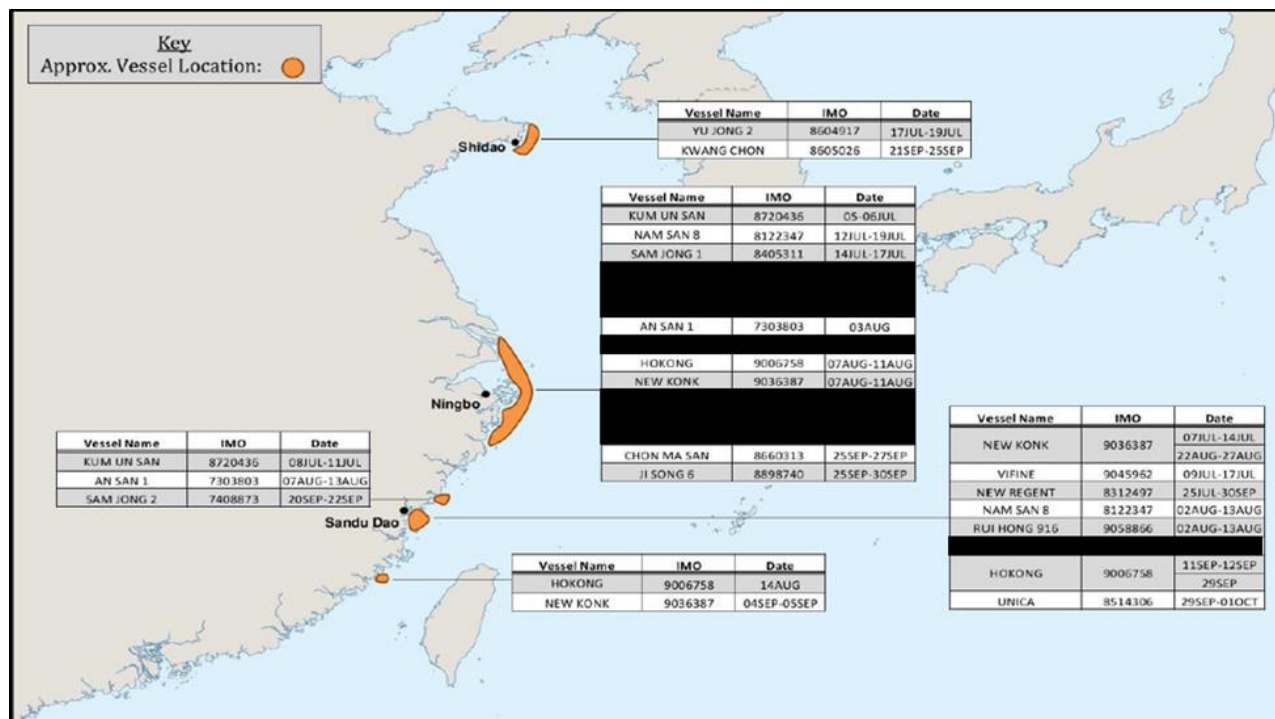 Key
Approx. Vessel Location:
Shidao
Vessel Name IMO Date
YU JONG 2 8604917 17JUL-19JUL
KWANG CHON 8605026 21SEP-25SEP
Vessel Name IMO Date
KUM UN SAN 8720436 05-06JUL
NAM SAN 8 8122347 12JUL-19JUL
SAM JONG 1 8405311 14JUL-17JUL
AN SAN 1 7303803 03AUG
HOKONG 9006758 07AUG-11AUG
NEW KONK 9036387 07AUG-11AUG
CHON MA SAN 8660313 25SEP-27SEP
JI SONG 6 8898740 25SEP-30SEP
Ningbo
Vessel Name IMO Date
KUM UN SAN 8720436 08JUL-11JUL
AN SAN 1 7303803 07AUG-13AUG
SAM JONG 2 7408873 20SEP-22SEP
Sandu Dao
Vessel Name IMO Date
NEW KONK 9036387 07JUL-14JUL
22AUG-27AUG
VIFINE 9045962 09JUL-17JUL
NEW REGENT 8312497 25JUL-30SEP
NAM SAN 8 8122347 02AUG-13AUG
RUI HONG 916 9058866 02AUG-13AUG
HOKONG 9006758 11SEP-12SEP
29SEP
UNICA 8514306 29SEP-01OCT
Vessel Name IMO Date
HOKONG 9006758 14AUG
NEW KONK 9036387 04SEP-05SEP